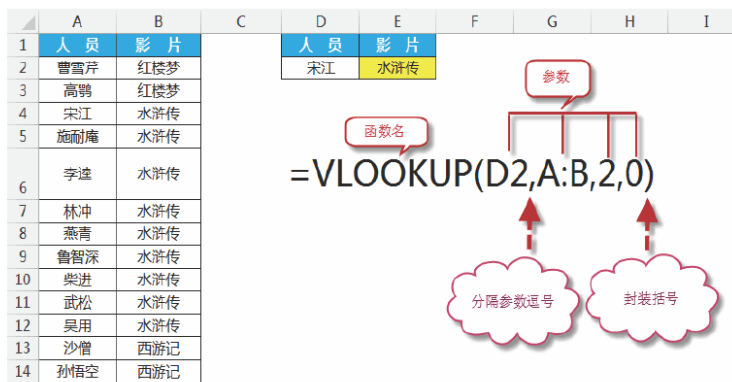 A B C D E F G H I
1 人 员 影 片 人 员 影 片
2 曹雪芹 红楼梦 宋江 水浒传
3 高鹗 红楼梦
4 宋江 水浒传
5 施耐庵 水浒传
6 李逵 水浒传
7 林冲 水浒传
8 燕青 水浒传
9 鲁智深 水浒传
10 柴进 水浒传
11 武松 水浒传
12 吴用 水浒传
13 沙僧 西游记
14 孙悟空 西游记
参数
函数名
=VLOOKUP(D2,A:B,2,0)
分隔参数逗号
封装括号